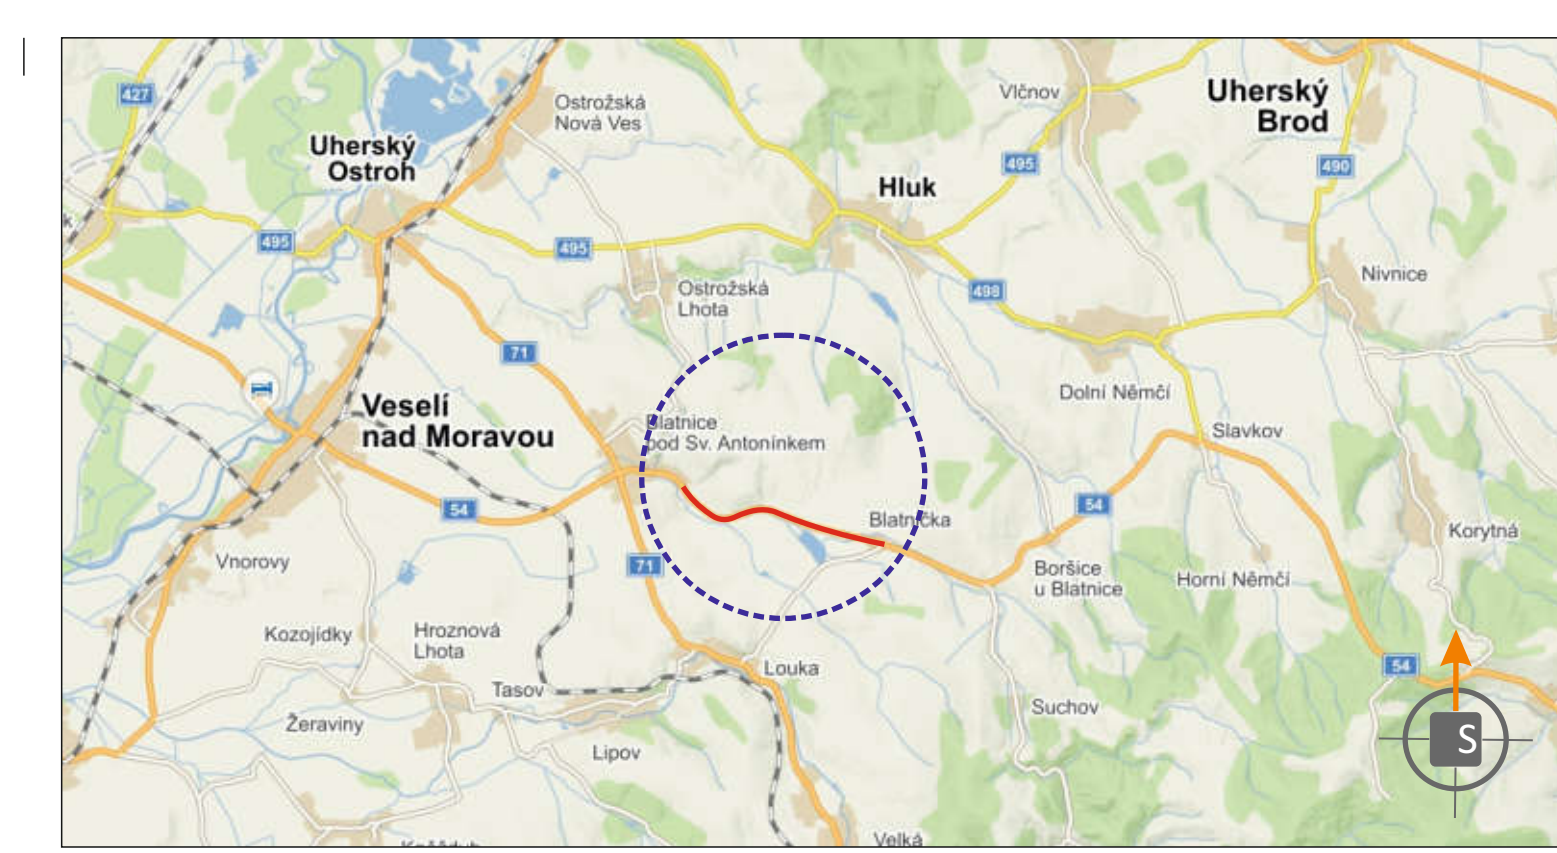 427
Ostrožská
Nová Ves
Vlčnov
Uherský
Brod
Uherský
Ostroh
495
490
Hluk
495
495
Ostrožská
Lhota
498
Nivnice
71
Dolní Němčí
Veselí
nad Moravou
Blatnice
pod Sv. Antonínkem
Slavkov
54
54
Blatnička
Korytná
Vnorovy
71
Boršice
u Blatnice
Horní Němčí
Kozojídky
Hroznová
Lhota
Louka
54
Tasov
Suchov
Žeraviny
Lipov
S
Velká